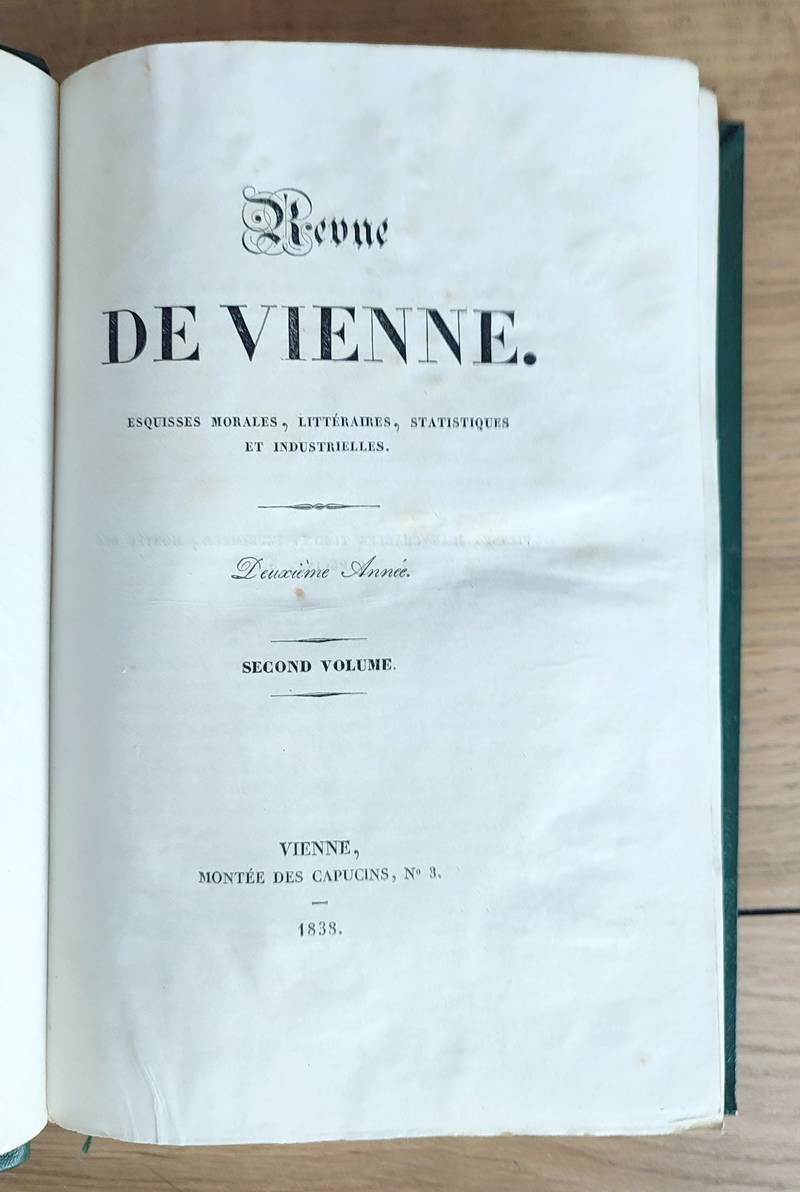 Revue
DE VIENNE.
ESQUISSES MORALES, LITTÉRAIRES, STATISTIQUES
ET INDUSTRIELLES.
Deuxième Année.
SECOND VOLUME.
VIENNE,
MONTÉE DES CAPUCINS, Nº 3.
1838.